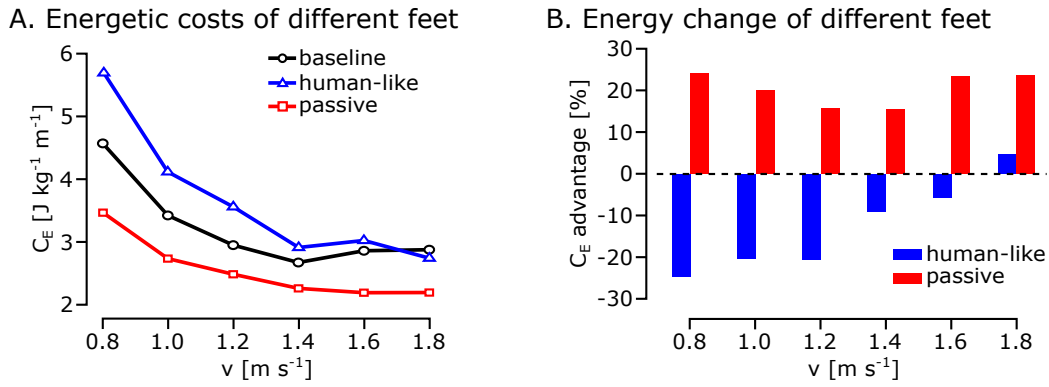 A. Energetic costs of different feet
6
5
4
3
2
C_E [J kg⁻¹ m⁻¹]
baseline
human-like
passive
0.8 1.0 1.2 1.4 1.6 1.8
v [m s⁻¹]
B. Energy change of different feet
30
20
10
0
-10
-20
-30
C_E advantage [%]
human-like
passive
0.8 1.0 1.2 1.4 1.6 1.8
v [m s⁻¹]